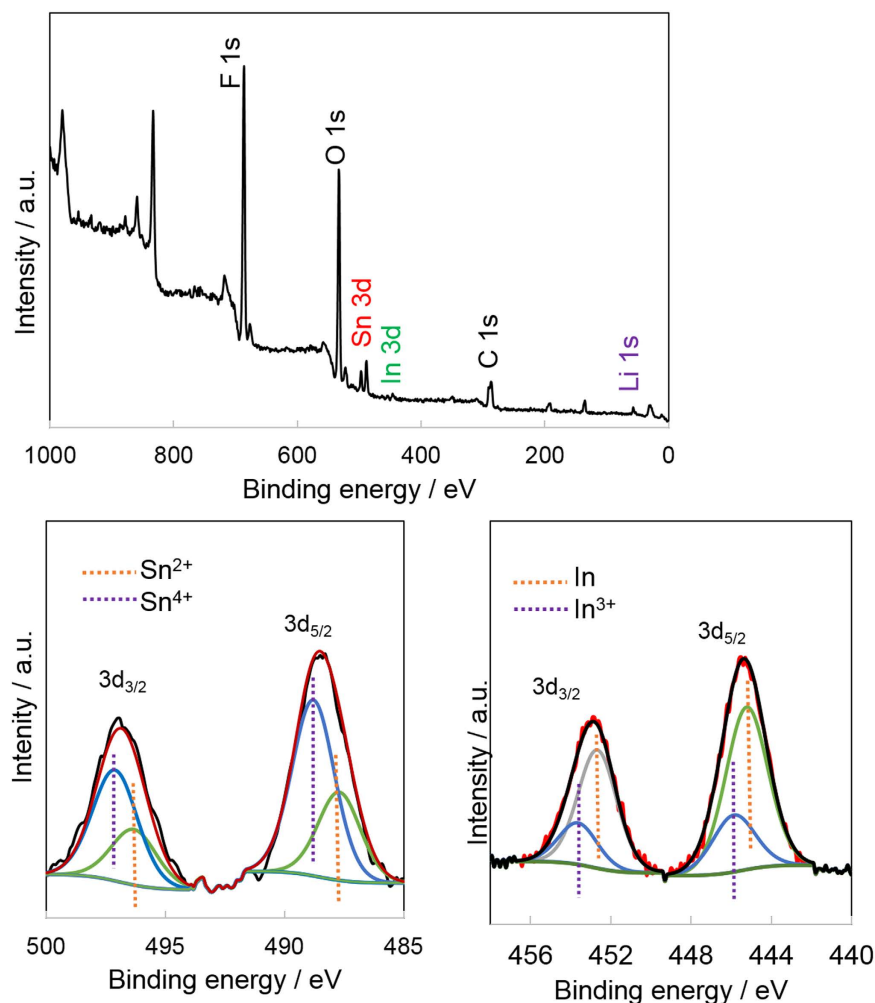 Intensity / a.u.
F 1s
O 1s
Sn 3d
In 3d
C 1s
Li 1s
1000 800 600 400 200 0
Binding energy / eV
Intenity / a.u.
Sn²⁺
Sn⁴⁺
3d₃/₂
3d₅/₂
500 495 490 485
Binding energy / eV
Intensity / a.u.
In
In³⁺
3d₃/₂
3d₅/₂
456 452 448 444 440
Binding energy / eV